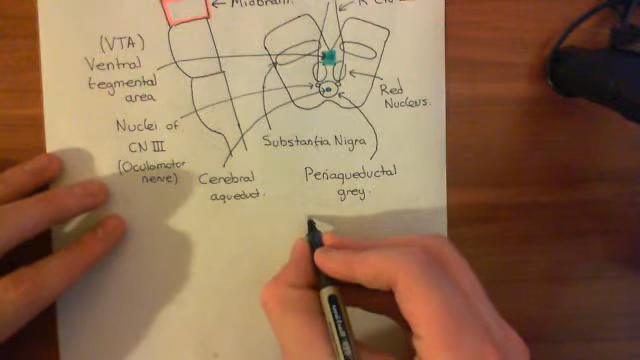 Midbrain
R CN
(VTA)
Ventral
tegmental
area
Red
Nucleus.
Nuclei of
CN III
(Oculomotor
nerve)
Substantia Nigra
Cerebral
aqueduct.
Periaqueductal
grey.